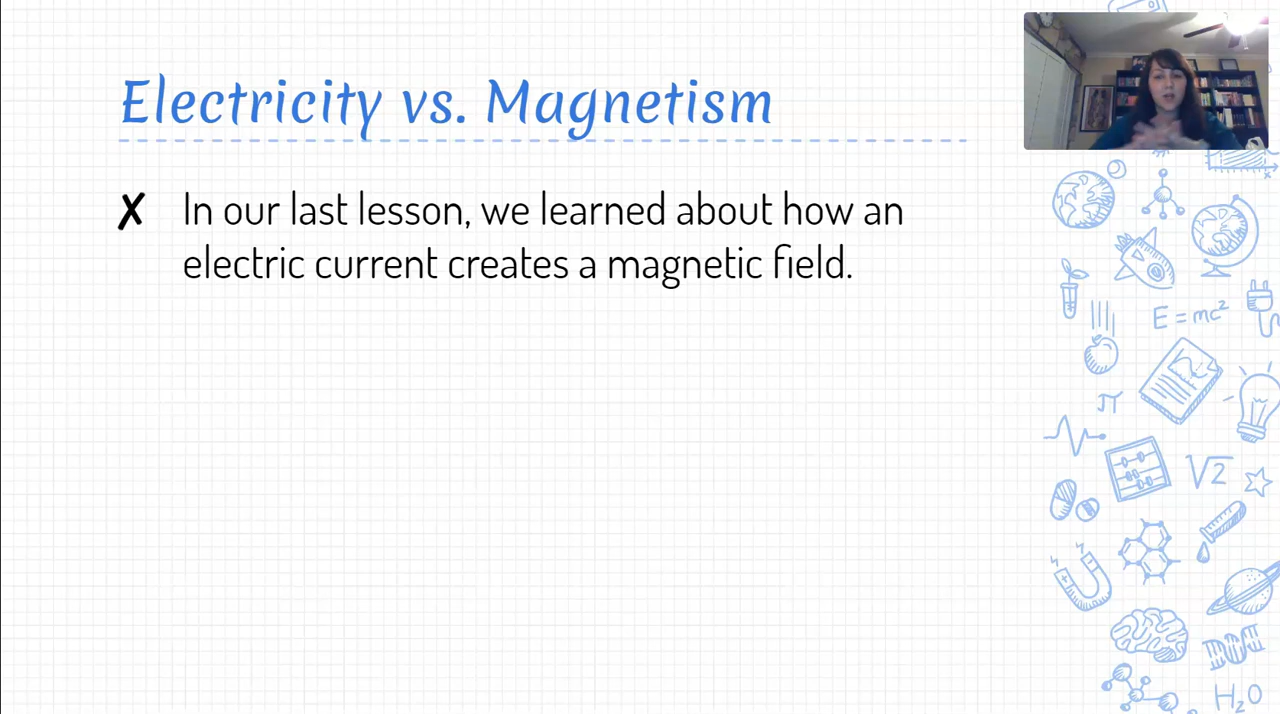 Electricity vs. Magnetism
✗ In our last lesson, we learned about how an
electric current creates a magnetic field.
E = mc²
π
√2
H₂O